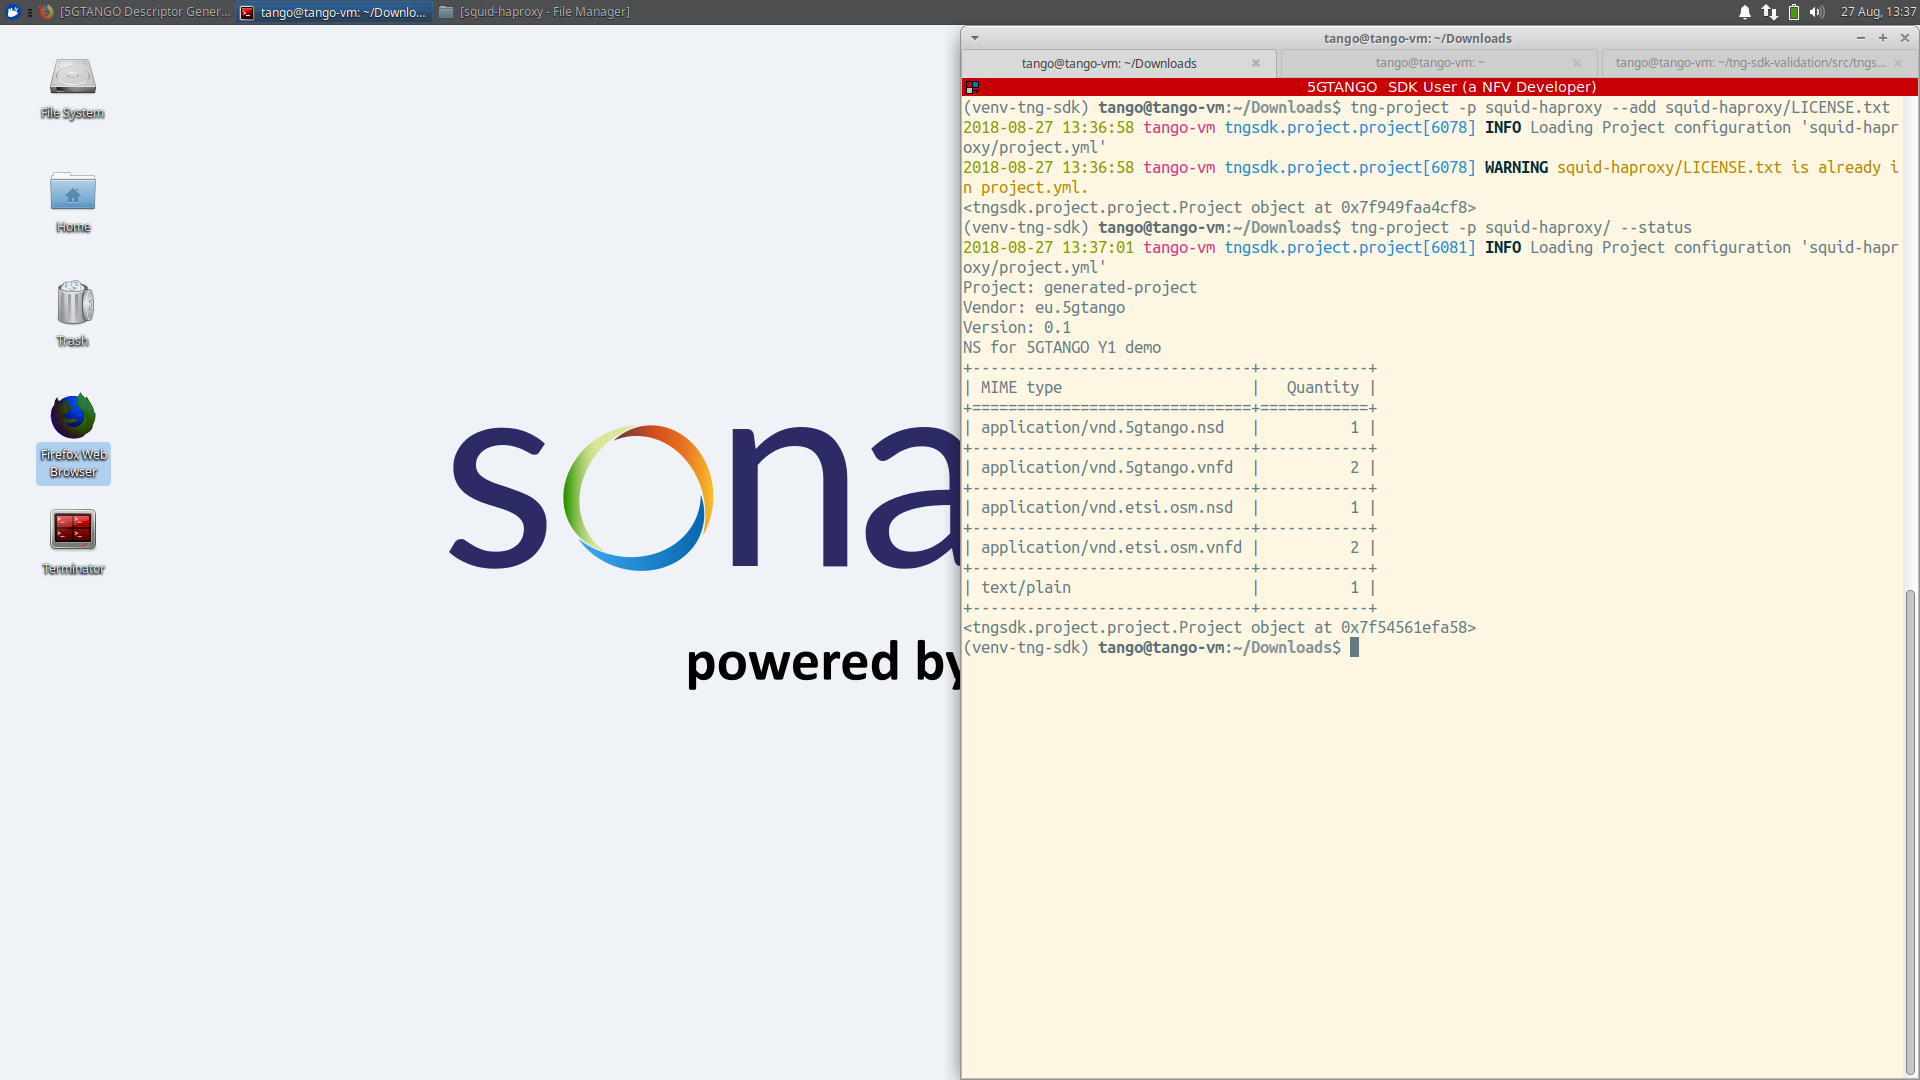 [5GTANGO Descriptor Gener...
tango@tango-vm: ~/Downlo...
[squid-haproxy - File Manager]
27 Aug, 13:37
File System
Home
Trash
Firefox Web
Browser
Terminator
sona
powered by
tango@tango-vm: ~/Downloads
tango@tango-vm: ~/Downloads
tango@tango-vm: ~
tango@tango-vm: ~/tng-sdk-validation/src/tngs...
5GTANGO SDK User (a NFV Developer)
(venv-tng-sdk) tango@tango-vm:~/Downloads$ tng-project -p squid-haproxy --add squid-haproxy/LICENSE.txt
2018-08-27 13:36:58 tango-vm tngsdk.project.project[6078] INFO Loading Project configuration 'squid-hapr
oxy/project.yml'
2018-08-27 13:36:58 tango-vm tngsdk.project.project[6078] WARNING squid-haproxy/LICENSE.txt is already i
n project.yml.
<tngsdk.project.project.Project object at 0x7f949faa4cf8>
(venv-tng-sdk) tango@tango-vm:~/Downloads$ tng-project -p squid-haproxy/ --status
2018-08-27 13:37:01 tango-vm tngsdk.project.project[6081] INFO Loading Project configuration 'squid-hapr
oxy/project.yml'
Project: generated-project
Vendor: eu.5gtango
Version: 0.1
NS for 5GTANGO Y1 demo
+-------------------------------+------------+
| MIME type                     |   Quantity |
+===============================+============+
| application/vnd.5gtango.nsd   |          1 |
+-------------------------------+------------+
| application/vnd.5gtango.vnfd  |          2 |
+-------------------------------+------------+
| application/vnd.etsi.osm.nsd  |          1 |
+-------------------------------+------------+
| application/vnd.etsi.osm.vnfd |          2 |
+-------------------------------+------------+
| text/plain                    |          1 |
+-------------------------------+------------+
<tngsdk.project.project.Project object at 0x7f54561efa58>
(venv-tng-sdk) tango@tango-vm:~/Downloads$